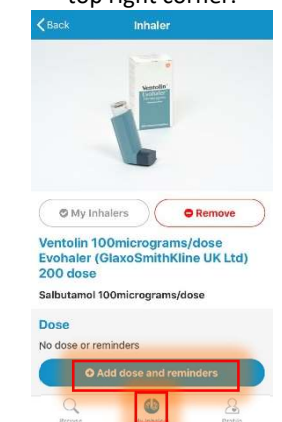 top right corner.
Back
Inhaler
Ventolin
Evohaler
My Inhalers
Remove
Ventolin 100micrograms/dose
Evohaler (GlaxoSmithKline UK Ltd)
200 dose
Salbutamol 100micrograms/dose
Dose
No dose or reminders
Add dose and reminders